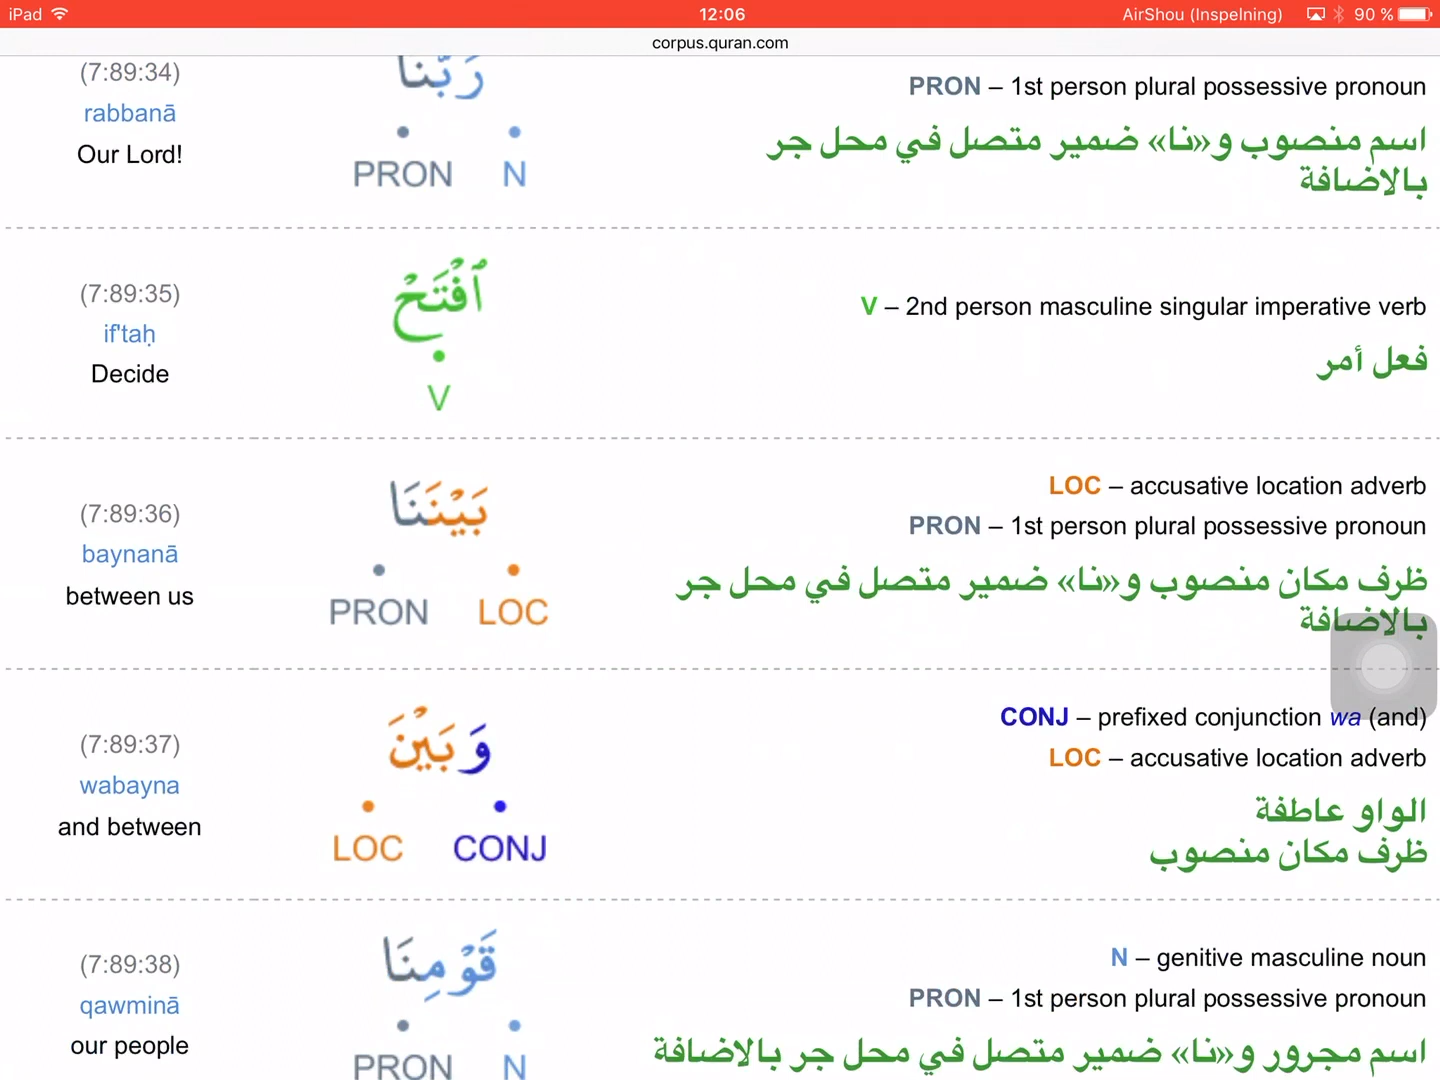 iPad 12:06 AirShou (Inspelning) 90 %
corpus.quran.com
(7:89:34)
rabbanā
Our Lord!
رَبَّنَا
PRON N
PRON – 1st person plural possessive pronoun
اسم منصوب و«نا» ضمير متصل في محل جر
بالاضافة
(7:89:35)
if'taḥ
Decide
ٱفْتَحْ
V
V – 2nd person masculine singular imperative verb
فعل أمر
(7:89:36)
baynanā
between us
بَيْنَنَا
PRON LOC
LOC – accusative location adverb
PRON – 1st person plural possessive pronoun
ظرف مكان منصوب و«نا» ضمير متصل في محل جر
بالاضافة
(7:89:37)
wabayna
and between
وَبَيْنَ
LOC CONJ
CONJ – prefixed conjunction wa (and)
LOC – accusative location adverb
الواو عاطفة
ظرف مكان منصوب
(7:89:38)
qawminā
our people
قَوْمِنَا
PRON N
N – genitive masculine noun
PRON – 1st person plural possessive pronoun
اسم مجرور و«نا» ضمير متصل في محل جر بالاضافة